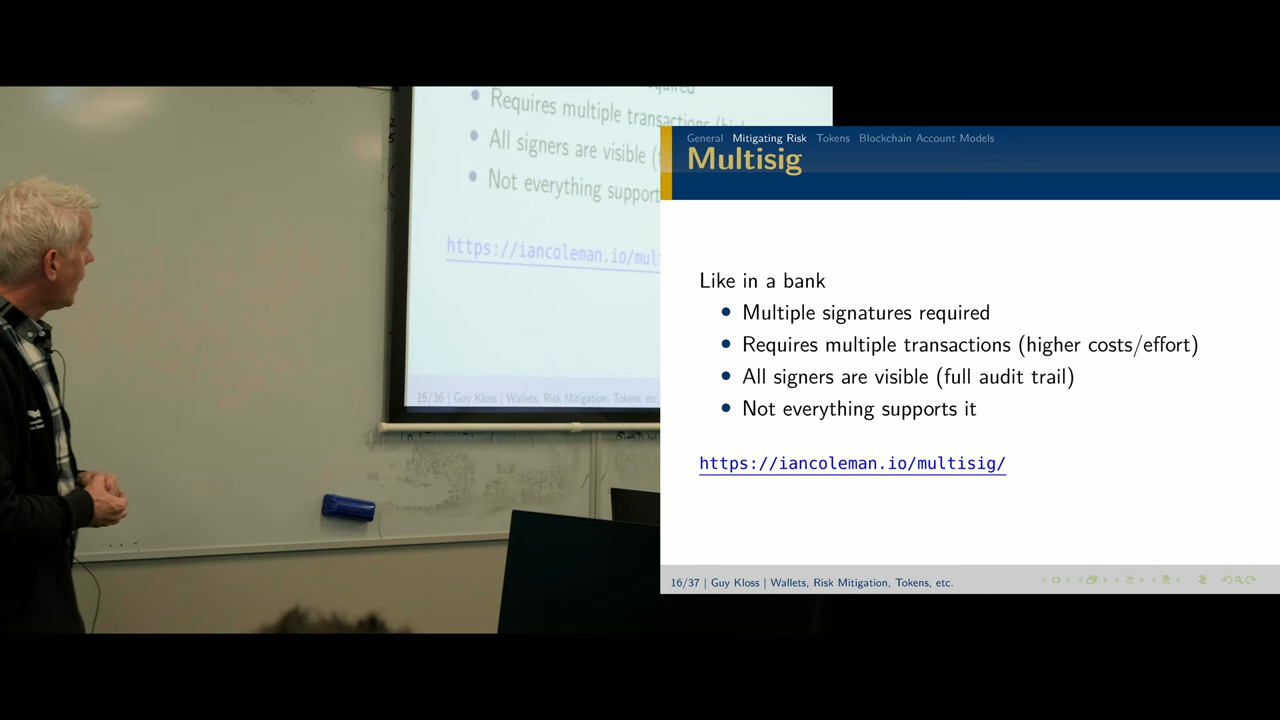 required
Requires multiple transactions (hig
All signers are visible (
Not everything support
https://iancoleman.io/mul
15/36 | Guy Kloss | Wallets, Risk Mitigation, Tokens, etc.
General Mitigating Risk Tokens Blockchain Account Models
Multisig
Like in a bank
• Multiple signatures required
• Requires multiple transactions (higher costs/effort)
• All signers are visible (full audit trail)
• Not everything supports it
https://iancoleman.io/multisig/
16/37 | Guy Kloss | Wallets, Risk Mitigation, Tokens, etc.